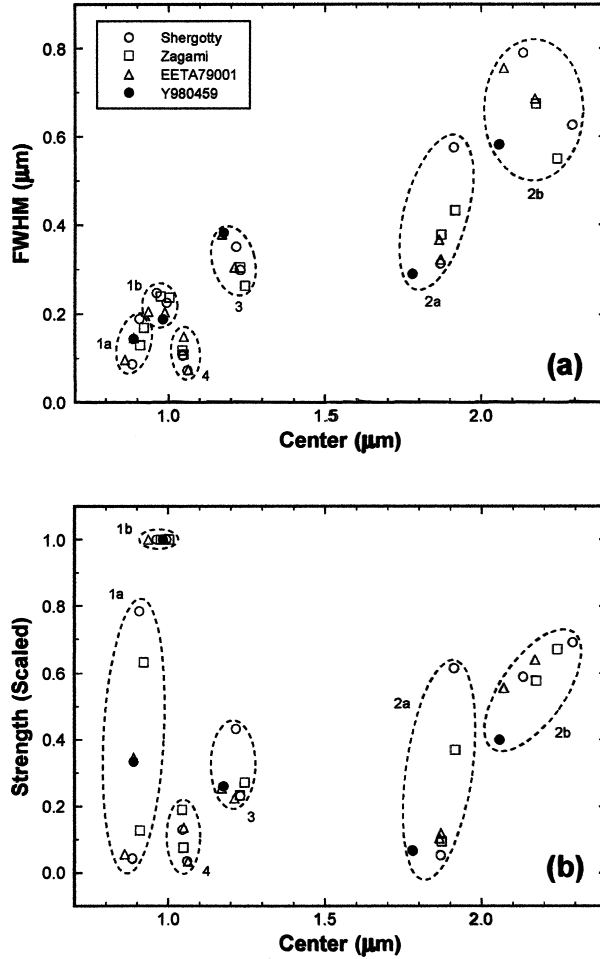 Shergotty
Zagami
EETA79001
Y980459
0.8
0.6
0.4
0.2
0.0
FWHM (μm)
1a
1b
3
4
2a
2b
(a)
1.0
1.5
2.0
Center (μm)
1.0
0.8
0.6
0.4
0.2
0.0
Strength (Scaled)
1b
1a
3
4
2a
2b
(b)
1.0
1.5
2.0
Center (μm)